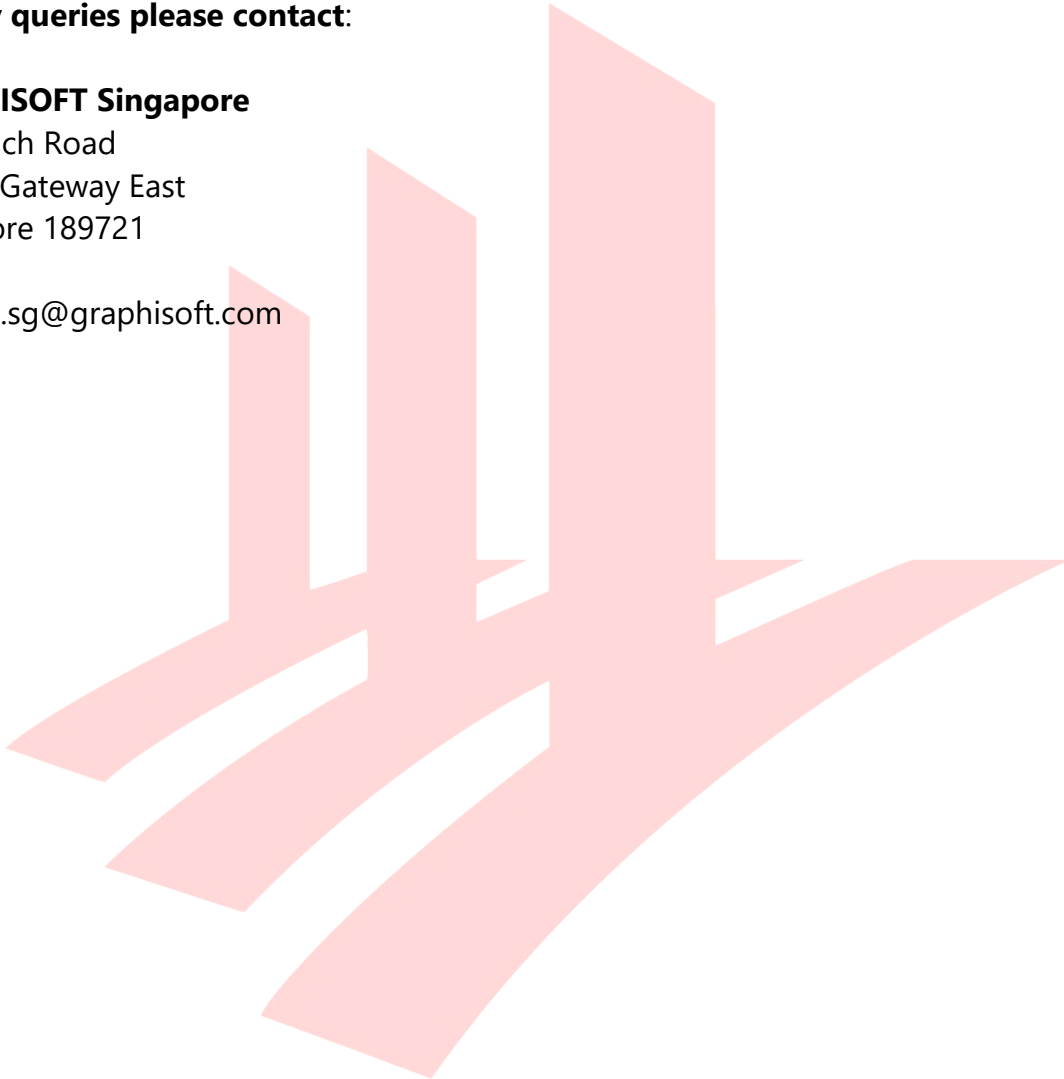 queries please contact:
ISOFT Singapore
ch Road
Gateway East
ore 189721
.sg@graphisoft.com